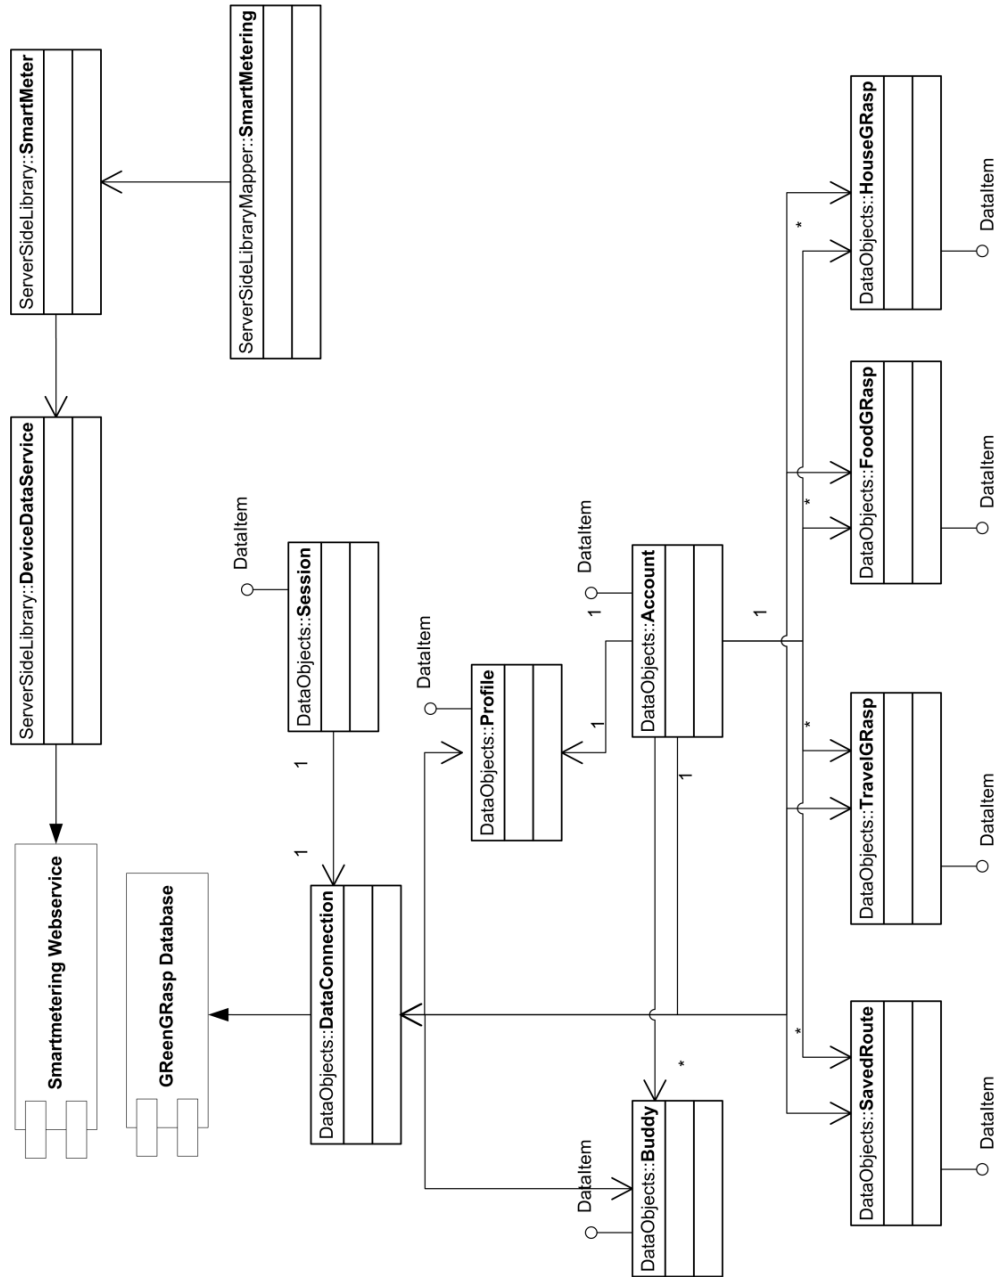 Smartmetering Webservice
ServerSideLibrary::DeviceDataService
ServerSideLibrary::SmartMeter
GReenGRasp Database
ServerSideLibraryMapper::SmartMetering
DataItem
1
1
DataObjects::Session
DataObjects::DataConnection
DataItem
DataObjects::Profile
DataItem
DataItem
1
1
DataObjects::Buddy
DataObjects::Account
*
1
1
*
*
*
*
DataObjects::SavedRoute
DataObjects::TravelGRasp
DataObjects::FoodGRasp
DataObjects::HouseGRasp
DataItem
DataItem
DataItem
DataItem